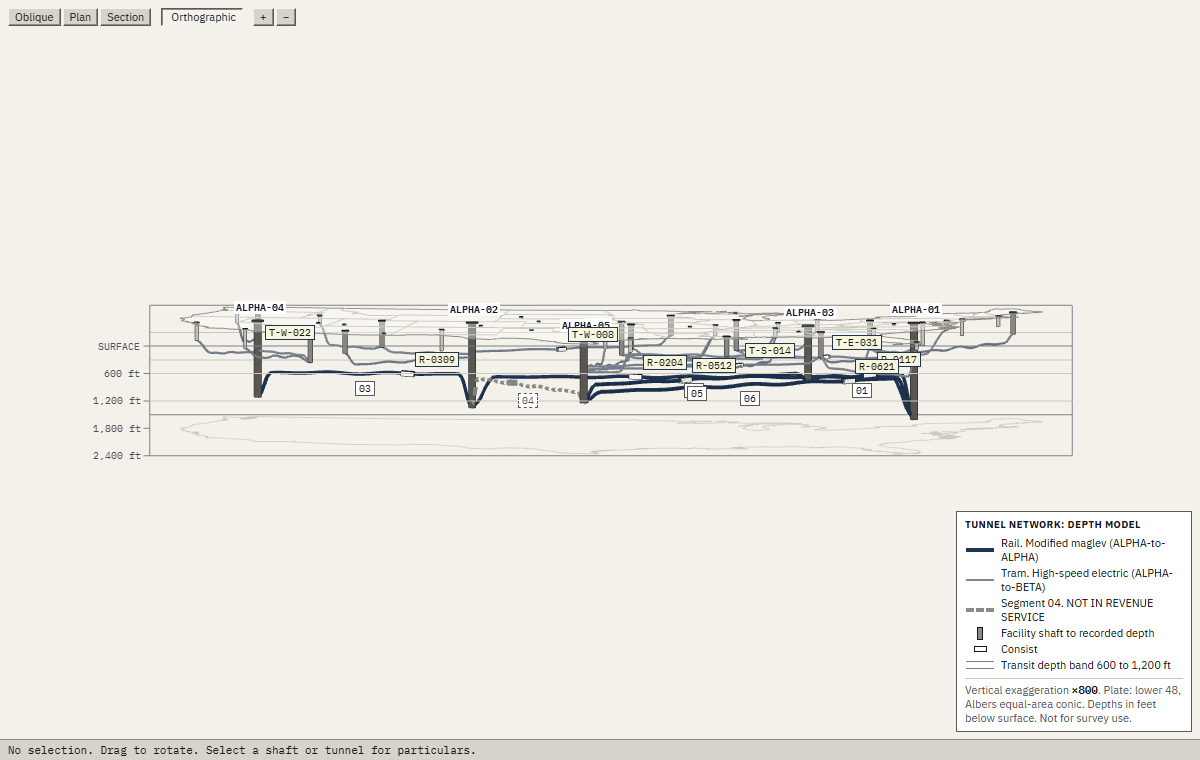 Oblique Plan Section Orthographic + −
ALPHA-04
ALPHA-02
ALPHA-03
ALPHA-01
ALPHA-05
T-W-022
T-W-008
T-E-031
T-S-014
SURFACE
R-0309
R-0204
R-0512
R-0621
600 ft
03
04
05
06
01
1,200 ft
1,800 ft
2,400 ft
TUNNEL NETWORK: DEPTH MODEL
Rail. Modified maglev (ALPHA-to-
ALPHA)
Tram. High-speed electric (ALPHA-
to-BETA)
Segment 04. NOT IN REVENUE
SERVICE
Facility shaft to recorded depth
Consist
Transit depth band 600 to 1,200 ft
Vertical exaggeration ×800. Plate: lower 48,
Albers equal-area conic. Depths in feet
below surface. Not for survey use.
No selection. Drag to rotate. Select a shaft or tunnel for particulars.